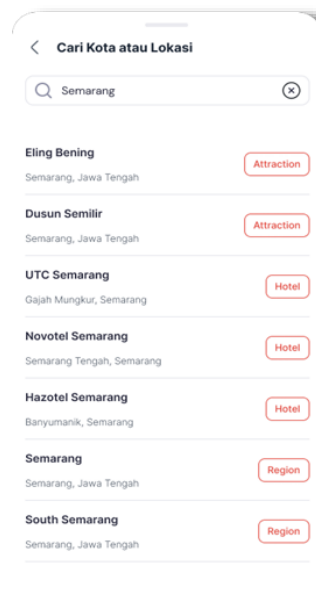 Cari Kota atau Lokasi
Semarang
Eling Bening
Attraction
Semarang, Jawa Tengah
Dusun Semilir
Attraction
Semarang, Jawa Tengah
UTC Semarang
Hotel
Gajah Mungkur, Semarang
Novotel Semarang
Hotel
Semarang Tengah, Semarang
Hazotel Semarang
Hotel
Banyumanik, Semarang
Semarang
Region
Semarang, Jawa Tengah
South Semarang
Region
Semarang, Jawa Tengah